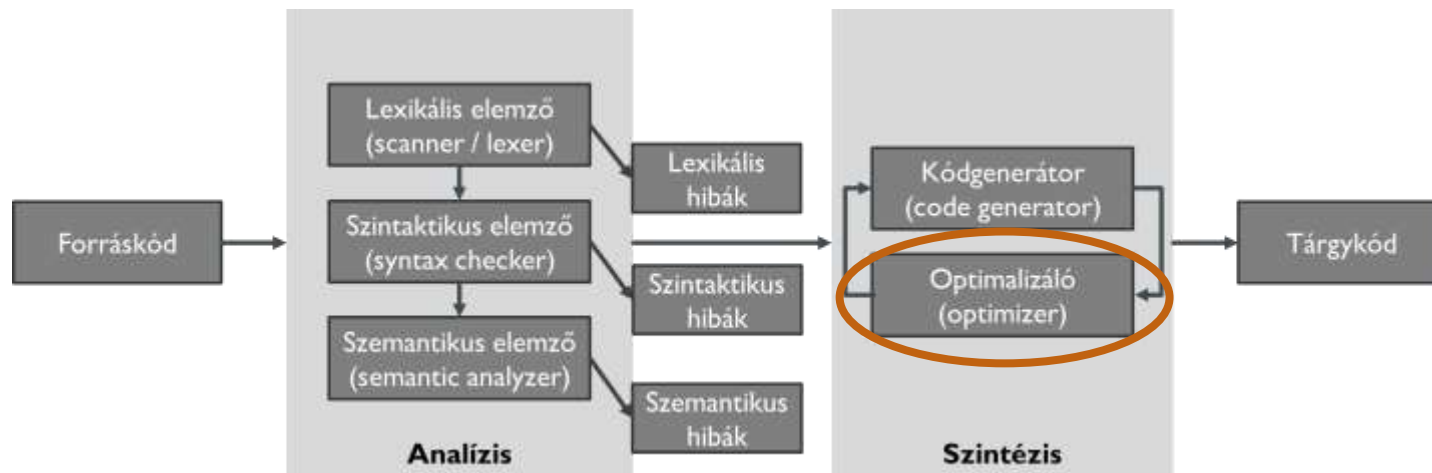 Forráskód
Lexikális elemző
(scanner / lexer)
Szintaktikus elemző
(syntax checker)
Szemantikus elemző
(semantic analyzer)
Analízis
Lexikális
hibák
Szintaktikus
hibák
Szemantikus
hibák
Kódgenerátor
(code generator)
Optimalizáló
(optimizer)
Szintézis
Tárgykód